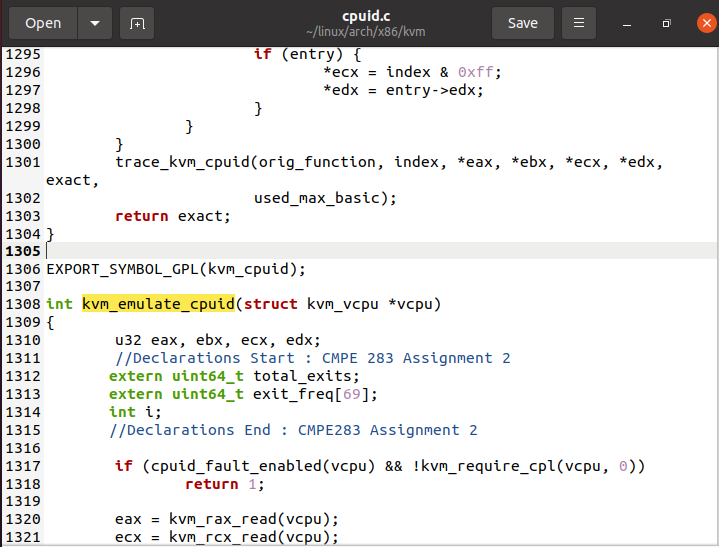 Open
cpuid.c
~/linux/arch/x86/kvm
Save
1295 if (entry) {
1296 *ecx = index & 0xff;
1297 *edx = entry->edx;
1298 }
1299 }
1300 }
1301 trace_kvm_cpuid(orig_function, index, *eax, *ebx, *ecx, *edx,
exact,
1302 used_max_basic);
1303 return exact;
1304 }
1305
1306 EXPORT_SYMBOL_GPL(kvm_cpuid);
1307
1308 int kvm_emulate_cpuid(struct kvm_vcpu *vcpu)
1309 {
1310 u32 eax, ebx, ecx, edx;
1311 //Declarations Start : CMPE 283 Assignment 2
1312 extern uint64_t total_exits;
1313 extern uint64_t exit_freq[69];
1314 int i;
1315 //Declarations End : CMPE283 Assignment 2
1316
1317 if (cpuid_fault_enabled(vcpu) && !kvm_require_cpl(vcpu, 0))
1318 return 1;
1319
1320 eax = kvm_rax_read(vcpu);
1321 ecx = kvm_rcx_read(vcpu);